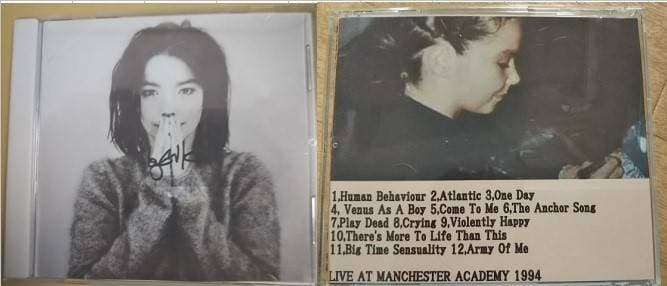 björk
1,Human Behaviour 2,Atlantic 3,One Day
4, Venus As A Boy 5,Come To Me 6,The Anchor Song
7,Play Dead 8,Crying 9,Violently Happy
10,There's More To Life Than This
11,Big Time Sensuality 12,Army Of Me
LIVE AT MANCHESTER ACADEMY 1994